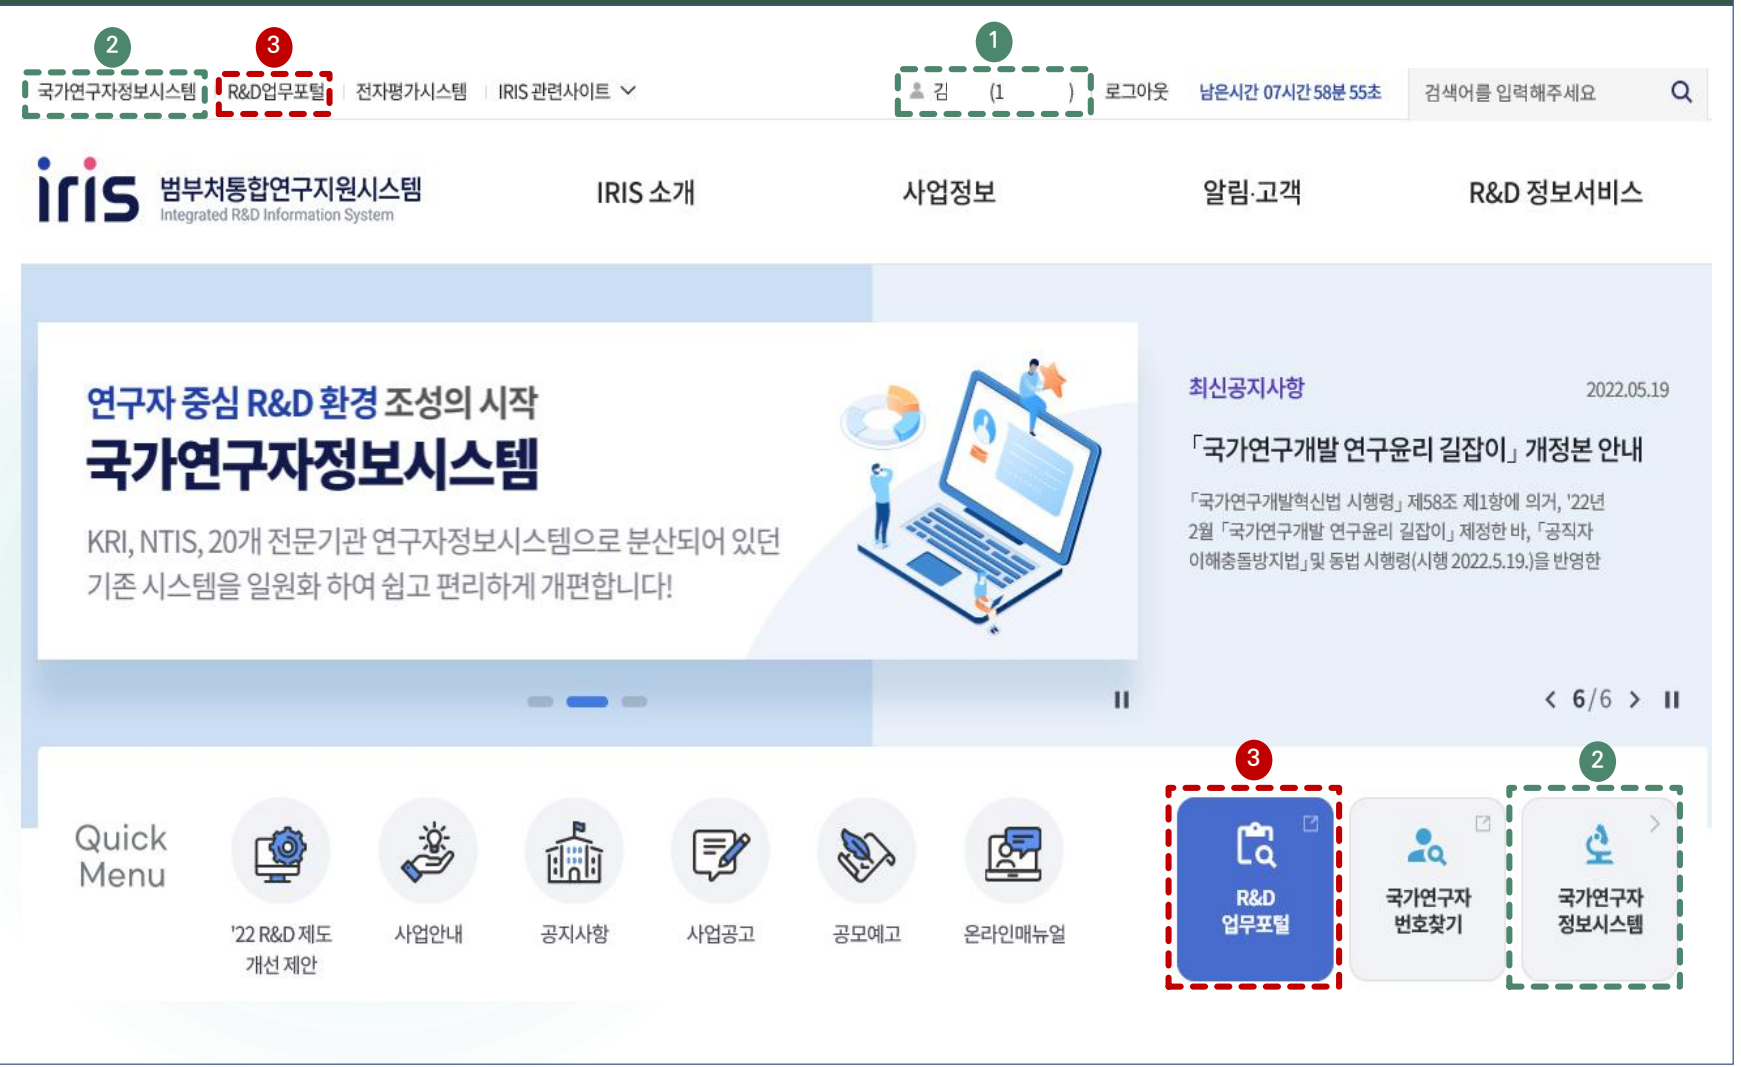 2
3
1
국가연구자정보시스템
R&D업무포털
전자평가시스템
IRIS 관련사이트
김 (1 )
로그아웃
남은시간 07시간 58분 55초
검색어를 입력해주세요
iris 범부처통합연구지원시스템
Integrated R&D Information System
IRIS 소개
사업정보
알림·고객
R&D 정보서비스
연구자 중심 R&D 환경 조성의 시작
국가연구자정보시스템
KRI, NTIS, 20개 전문기관 연구자정보시스템으로 분산되어 있던
기존 시스템을 일원화 하여 쉽고 편리하게 개편합니다!
최신공지사항
2022.05.19
「국가연구개발 연구윤리 길잡이」 개정본 안내
「국가연구개발혁신법 시행령」 제58조 제1항에 의거, '22년
2월 「국가연구개발 연구윤리 길잡이」 제정한 바, 「공직자
이해충돌방지법」 및 동법 시행령(시행 2022.5.19.)을 반영한
6/6
3
2
Quick
Menu
'22 R&D 제도
개선 제안
사업안내
공지사항
사업공고
공모예고
온라인매뉴얼
R&D
업무포털
국가연구자
번호찾기
국가연구자
정보시스템